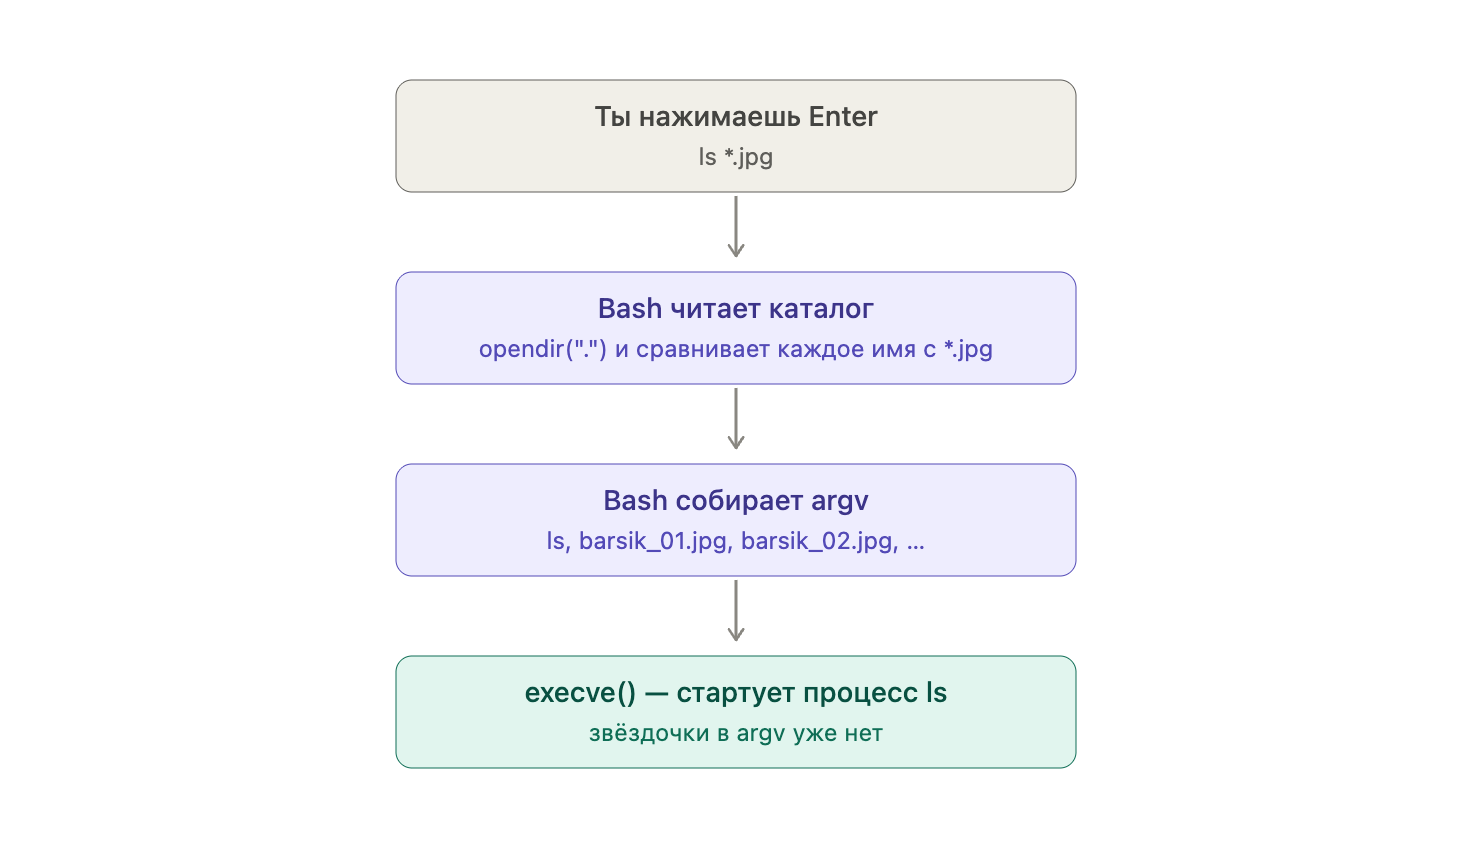 Ты нажимаешь Enter
ls *.jpg
Bash читает каталог
opendir(".") и сравнивает каждое имя с *.jpg
Bash собирает argv
ls, barsik_01.jpg, barsik_02.jpg, ...
execve() — стартует процесс ls
звёздочки в argv уже нет